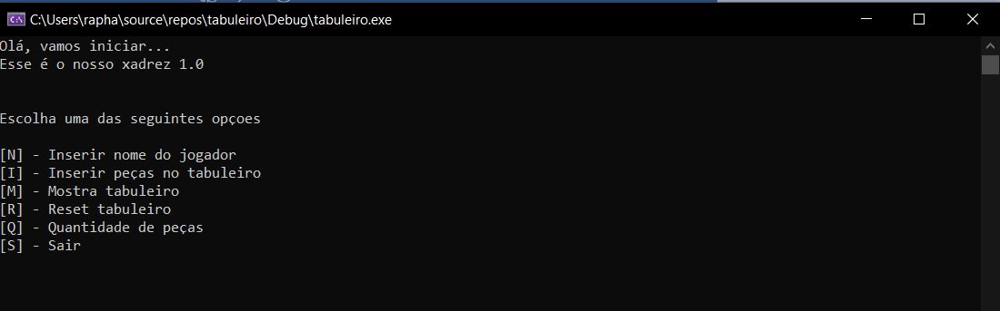 C:\Users\rapha\source\repos\tabuleiro\Debug\tabuleiro.exe
Olá, vamos iniciar...
Esse é o nosso xadrez 1.0
Escolha uma das seguintes opçoes
[N] - Inserir nome do jogador
[I] - Inserir peças no tabuleiro
[M] - Mostra tabuleiro
[R] - Reset tabuleiro
[Q] - Quantidade de peças
[S] - Sair